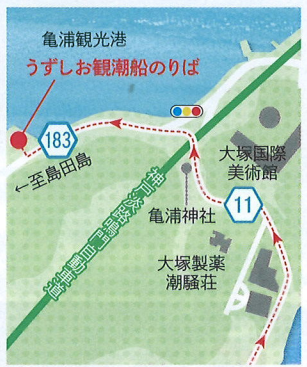 亀浦観光港
うずしお観潮船のりば
183
←至島田島
大塚国際
美術館
亀浦神社
11
大塚製薬
潮騒荘
神戸淡路鳴門自動車道